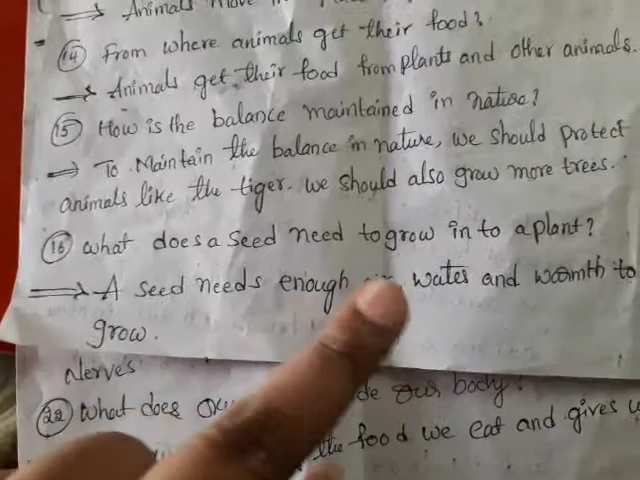 Animals move in
(14) From where animals get their food?
Animals get their food from plants and other animals.
(15) How is the balance maintained in nature?
To Maintain the balance in nature, we should protect
animals like the tiger. we should also grow more trees.
(16) what does a seed need to grow in to a plant?
A seed needs enough water and warmth to
grow.
Nerves
(22) What does our body?
the food we eat and gives